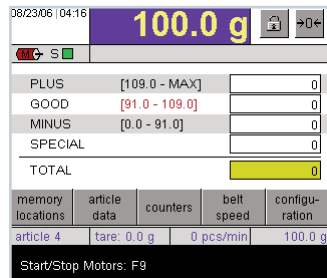 08/23/06 | 04:16
100.0 g
→0←
M S
PLUS [109.0 - MAX] 0
GOOD [91.0 - 109.0] 0
MINUS [0.0 - 91.0] 0
SPECIAL 0
TOTAL 0
memory locations article data counters belt speed configu-ration
article 4 tare: 0.0 g 0 pcs/min 100.0 g
Start/Stop Motors: F9